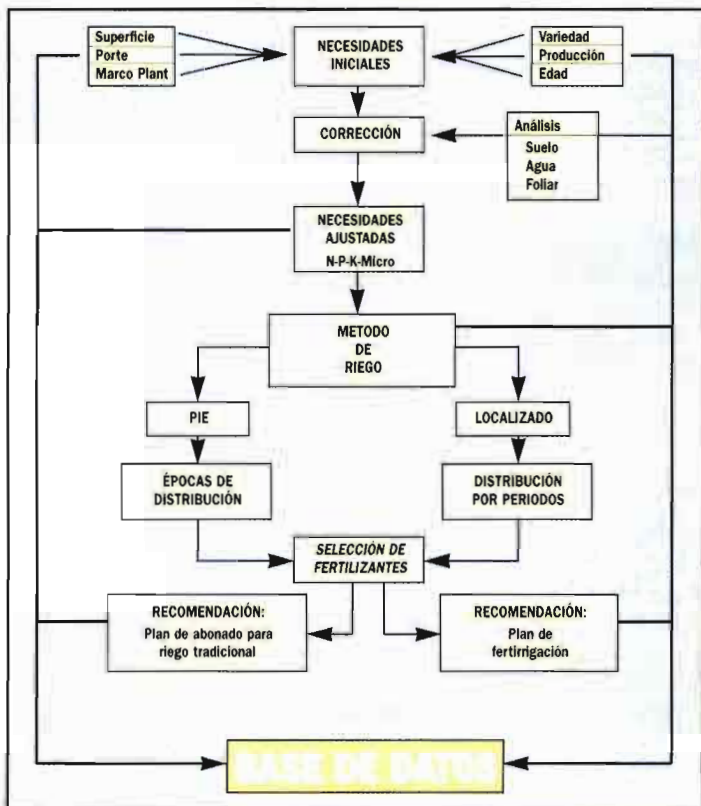 Superficie
Porte
Marco Plant
NECESIDADES
INICIALES
Variedad
Producción
Edad
CORRECCIÓN
Análisis
Suelo
Agua
Foliar
NECESIDADES
AJUSTADAS
N-P-K-Micro
METODO
DE
RIEGO
PIE
LOCALIZADO
ÉPOCAS DE
DISTRIBUCIÓN
DISTRIBUCIÓN
POR PERIODOS
SELECCIÓN DE
FERTILIZANTES
RECOMENDACIÓN:
Plan de abonado para
riego tradicional
RECOMENDACIÓN:
Plan de
fertirrigación
BASE DE DATOS